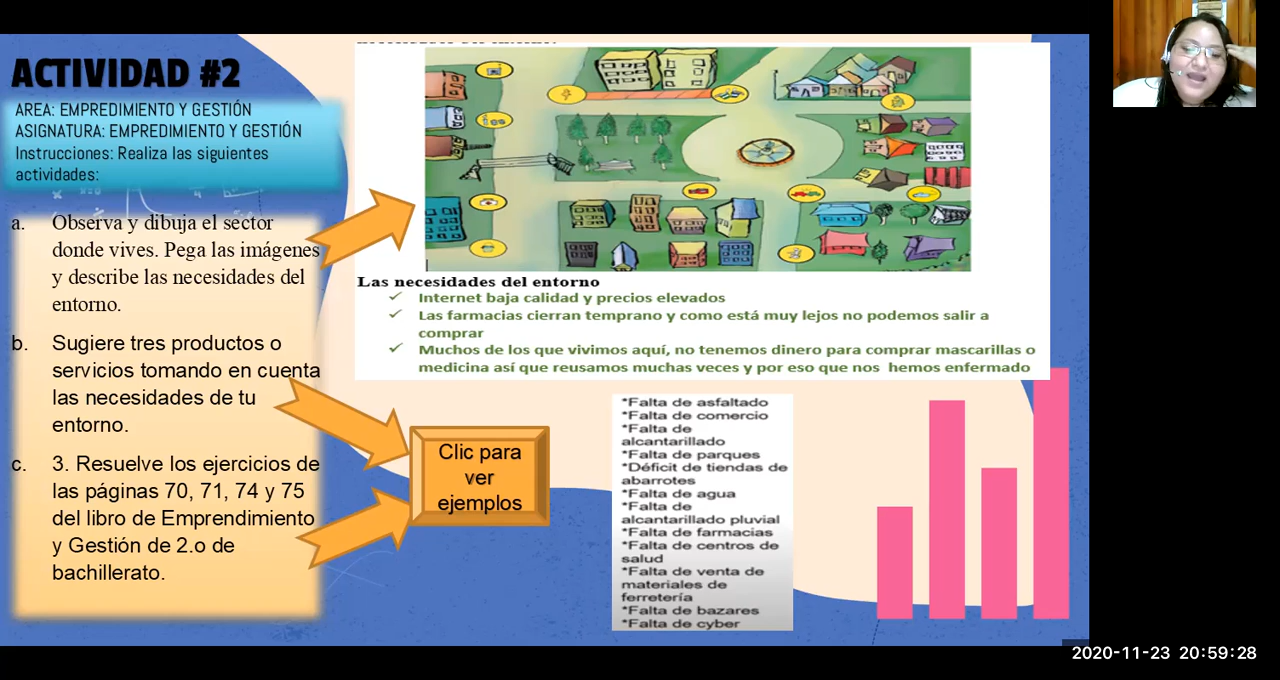 ACTIVIDAD #2
AREA: EMPREDIMIENTO Y GESTIÓN
ASIGNATURA: EMPREDIMIENTO Y GESTIÓN
Instrucciones: Realiza las siguientes
actividades:
a. Observa y dibuja el sector
donde vives. Pega las imágenes
y describe las necesidades del
entorno.
b. Sugiere tres productos o
servicios tomando en cuenta
las necesidades de tu
entorno.
c. 3. Resuelve los ejercicios de
las páginas 70, 71, 74 y 75
del libro de Emprendimiento
y Gestión de 2.o de
bachillerato.
Las necesidades del entorno
✓ Internet baja calidad y precios elevados
✓ Las farmacias cierran temprano y como está muy lejos no podemos salir a
comprar
✓ Muchos de los que vivimos aquí, no tenemos dinero para comprar mascarillas o
medicina así que reusamos muchas veces y por eso que nos hemos enfermado
Clic para
ver
ejemplos
*Falta de asfaltado
*Falta de comercio
*Falta de
alcantarillado
*Falta de parques
*Déficit de tiendas de
abarrotes
*Falta de agua
*Falta de
alcantarillado pluvial
*Falta de farmacias
*Falta de centros de
salud
*Falta de venta de
materiales de
ferretería
*Falta de bazares
*Falta de cyber
2020-11-23 20:59:28